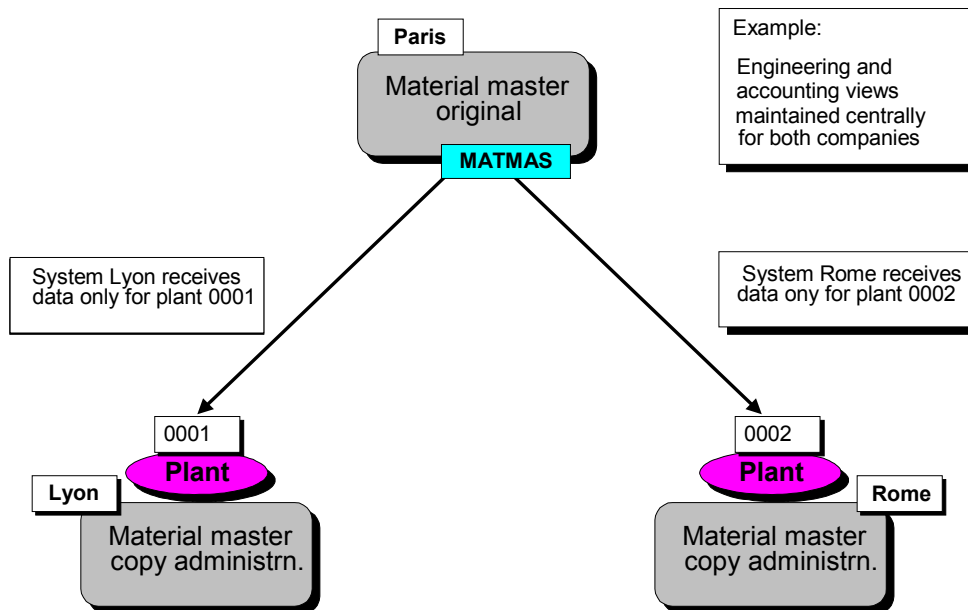 Paris
Material master
original
MATMAS
Example:
Engineering and
accounting views
maintained centrally
for both companies
System Lyon receives
data only for plant 0001
System Rome receives
data ony for plant 0002
0001
Plant
Lyon
Material master
copy administrn.
0002
Plant
Rome
Material master
copy administrn.